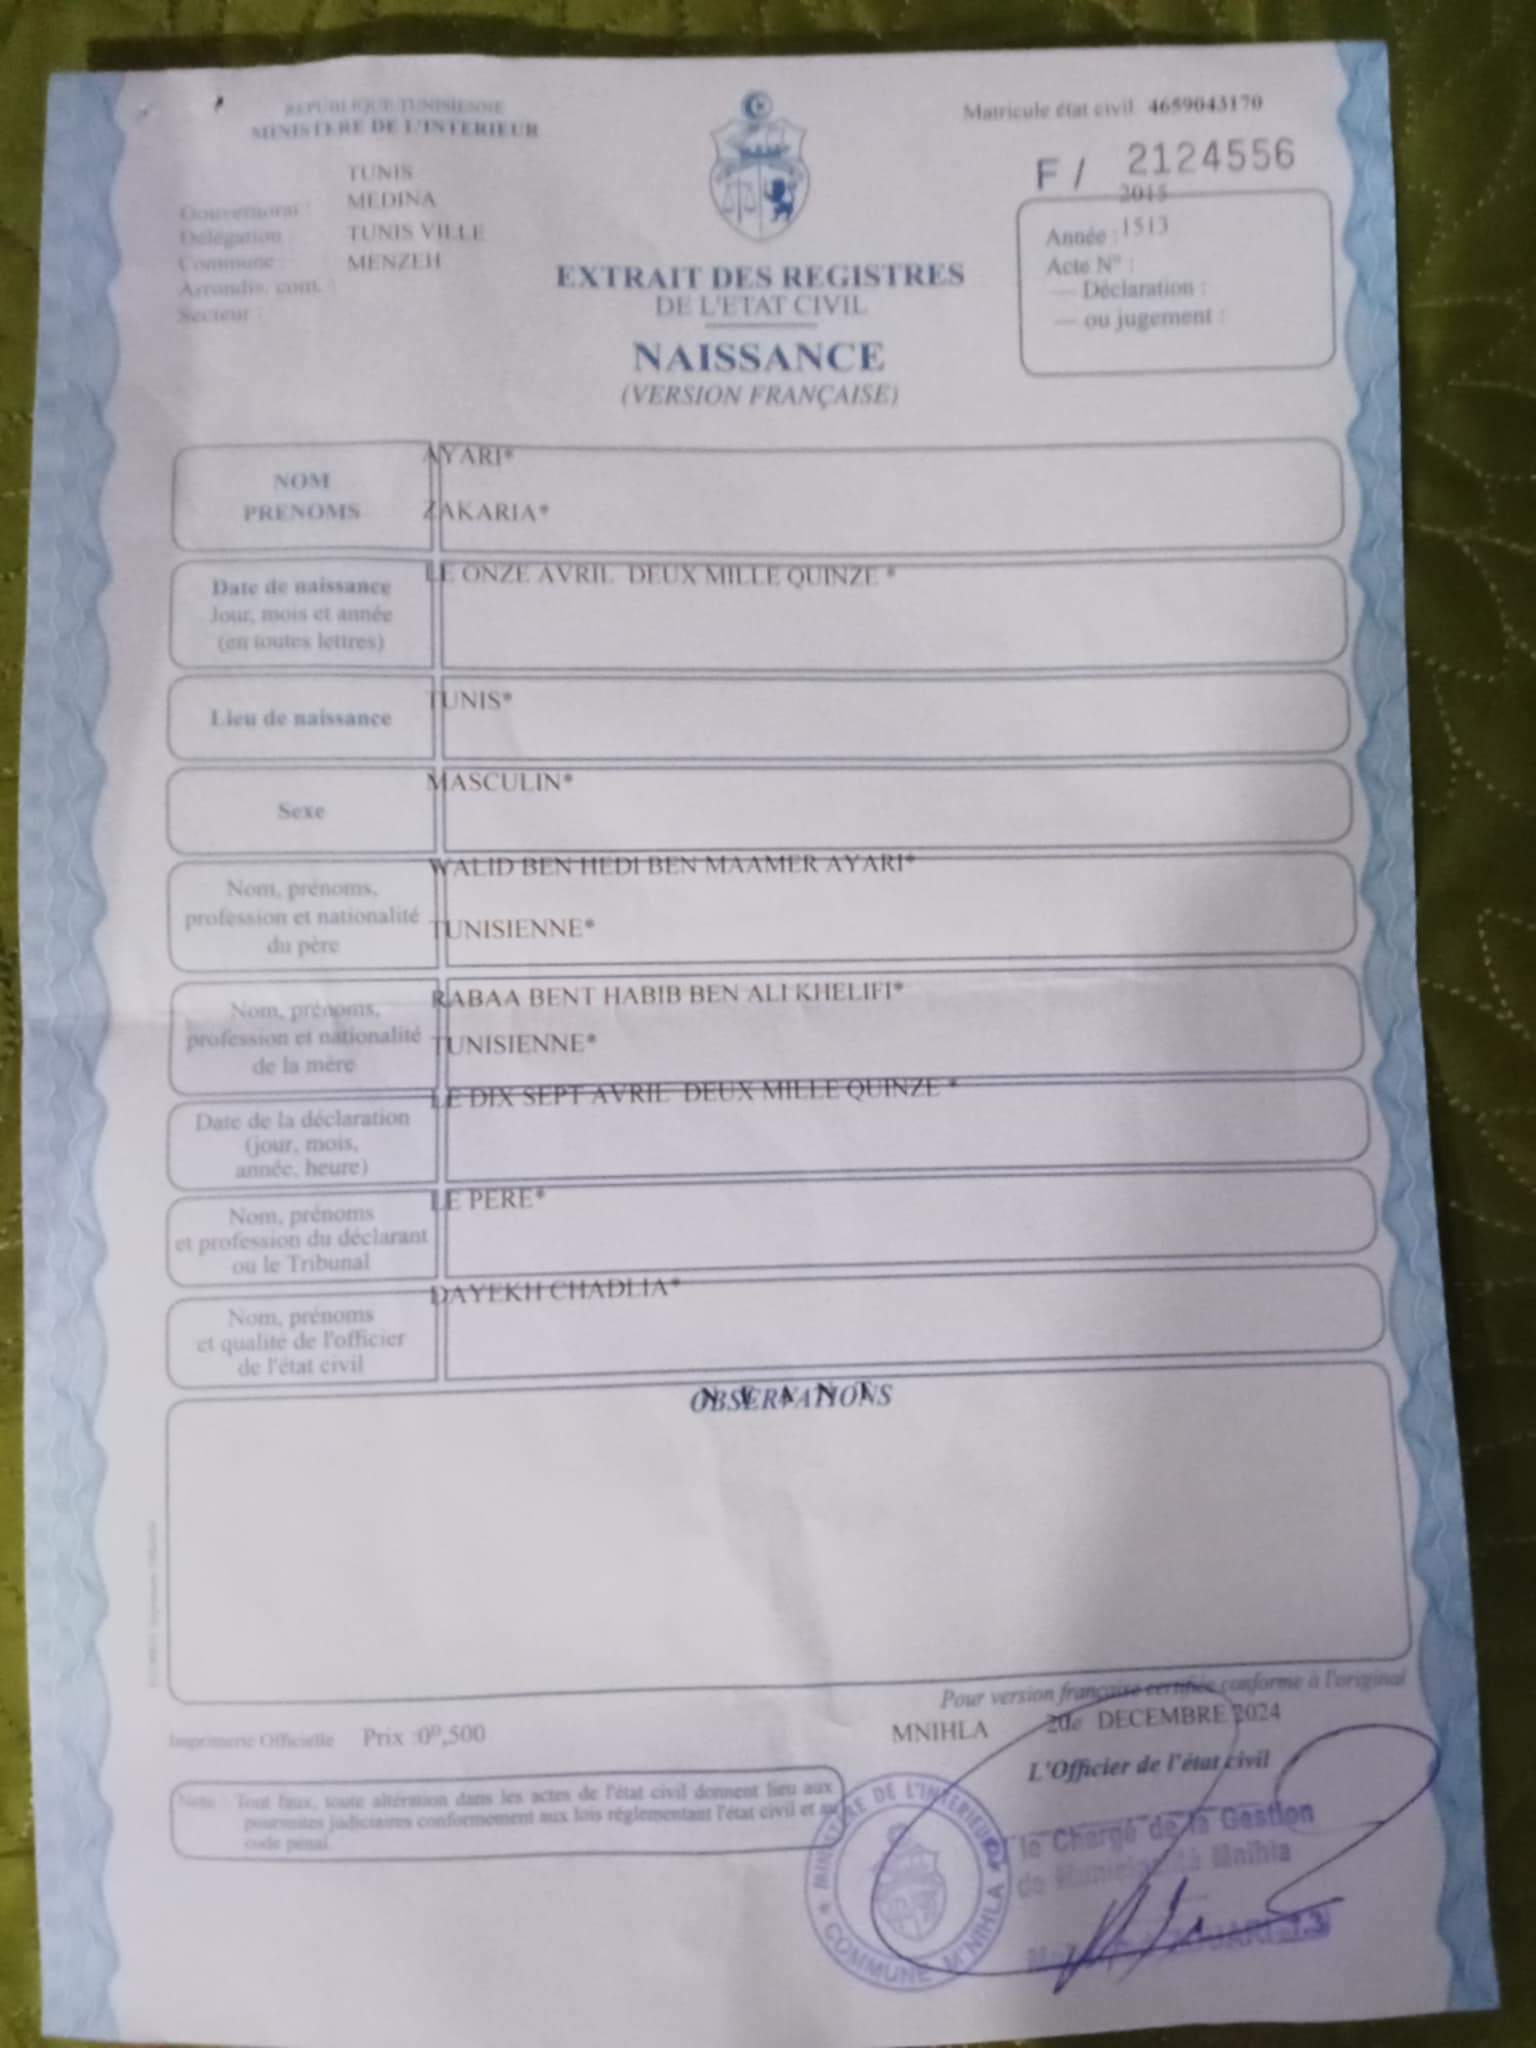 REPUBLIQUE TUNISIENNE
MINISTERE DE L'INTERIEUR
Matricule état civil 4659043170
F / 2124556
TUNIS
Gouvernorat : MEDINA
Délégation : TUNIS VILLE
Commune : MENZEH
Arrondis. com. :
Secteur :
2015
Année : 1513
Acte N° :
— Déclaration :
— ou jugement :
EXTRAIT DES REGISTRES
DE L'ETAT CIVIL
NAISSANCE
(VERSION FRANÇAISE)
NOM
PRENOMS
AYARI*
ZAKARIA*
Date de naissance
Jour, mois et année
(en toutes lettres)
LE ONZE AVRIL DEUX MILLE QUINZE *
Lieu de naissance
TUNIS*
Sexe
MASCULIN*
Nom, prénoms,
profession et nationalité
du père
WALID BEN HEDI BEN MAAMER AYARI*
TUNISIENNE*
Nom, prénoms,
profession et nationalité
de la mère
RABAA BENT HABIB BEN ALI KHELIFI*
TUNISIENNE*
Date de la déclaration
(jour, mois,
année, heure)
LE DIX SEPT AVRIL DEUX MILLE QUINZE *
Nom, prénoms
et profession du déclarant
ou le Tribunal
LE PERE*
Nom, prénoms
et qualité de l'officier
de l'état civil
DAYEKH CHADLIA*
OBSERVATIONS
N E A N T
Pour version française certifiée conforme à l'original
Imprimerie Officielle Prix :0ᴰ,500
MNIHLA 20e DECEMBRE 2024
L'Officier de l'état civil
Nota : Tout faux, toute altération dans les actes de l'état civil donnent lieu aux
poursuites judiciaires conformement aux lois réglementant l'état civil et au
code pénal.
MINISTERE DE L'INTERIEUR
COMMUNE M'NIHLA
le Chargé de la Gestion
de Municipalité Mnihla